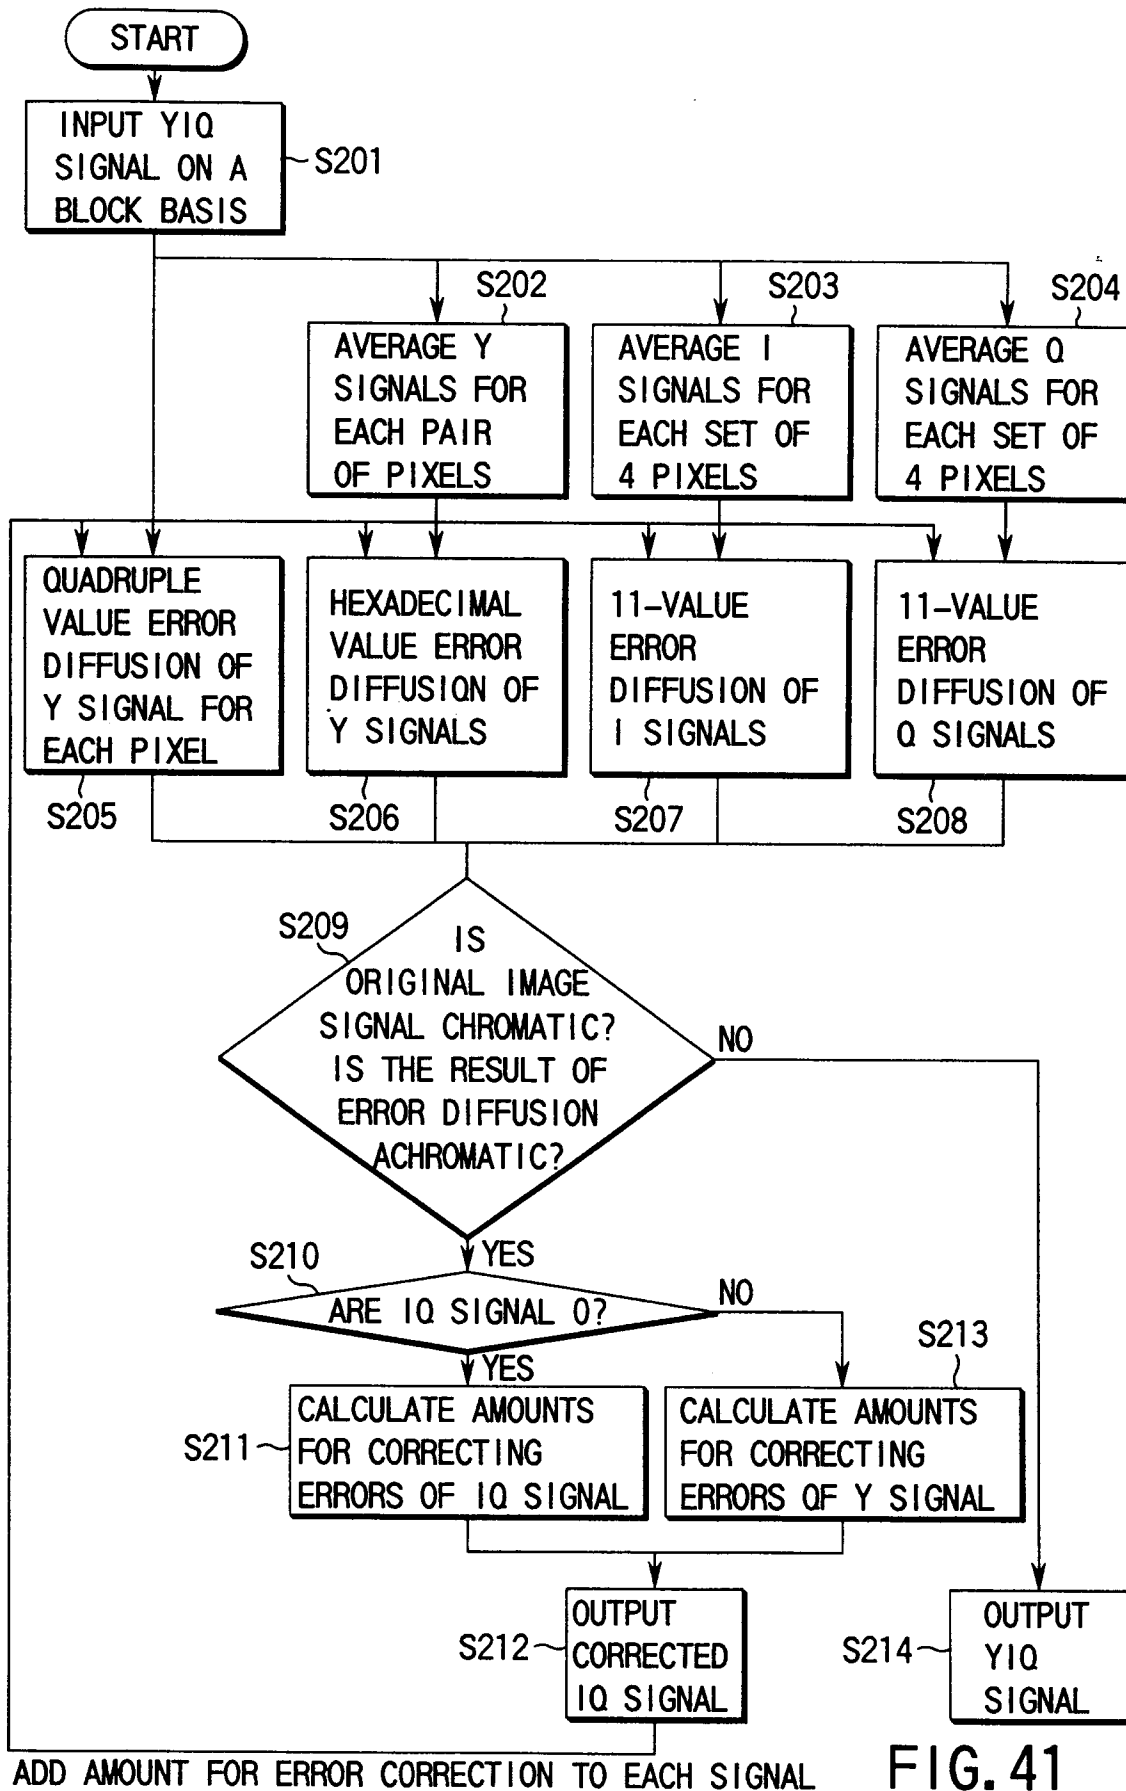 START
INPUT YIQ
SIGNAL ON A
BLOCK BASIS
S201
S202
S203
S204
AVERAGE Y
SIGNALS FOR
EACH PAIR
OF PIXELS
AVERAGE I
SIGNALS FOR
EACH SET OF
4 PIXELS
AVERAGE Q
SIGNALS FOR
EACH SET OF
4 PIXELS
QUADRUPLE
VALUE ERROR
DIFFUSION OF
Y SIGNAL FOR
EACH PIXEL
HEXADECIMAL
VALUE ERROR
DIFFUSION OF
Y SIGNALS
11-VALUE
ERROR
DIFFUSION OF
I SIGNALS
11-VALUE
ERROR
DIFFUSION OF
Q SIGNALS
S205
S206
S207
S208
S209
IS
ORIGINAL IMAGE
SIGNAL CHROMATIC?
IS THE RESULT OF
ERROR DIFFUSION
ACHROMATIC?
NO
YES
S210
ARE IQ SIGNAL 0?
NO
YES
S213
S211
CALCULATE AMOUNTS
FOR CORRECTING
ERRORS OF IQ SIGNAL
CALCULATE AMOUNTS
FOR CORRECTING
ERRORS OF Y SIGNAL
S212
OUTPUT
CORRECTED
IQ SIGNAL
S214
OUTPUT
YIQ
SIGNAL
ADD AMOUNT FOR ERROR CORRECTION TO EACH SIGNAL
FIG. 41